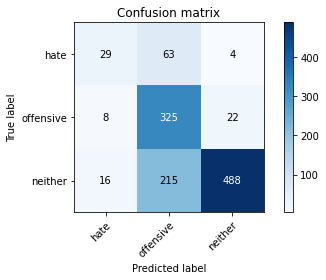 Confusion matrix
hate 29 63 4
offensive 8 325 22
neither 16 215 488
hate offensive neither
True label
Predicted label
400
300
200
100